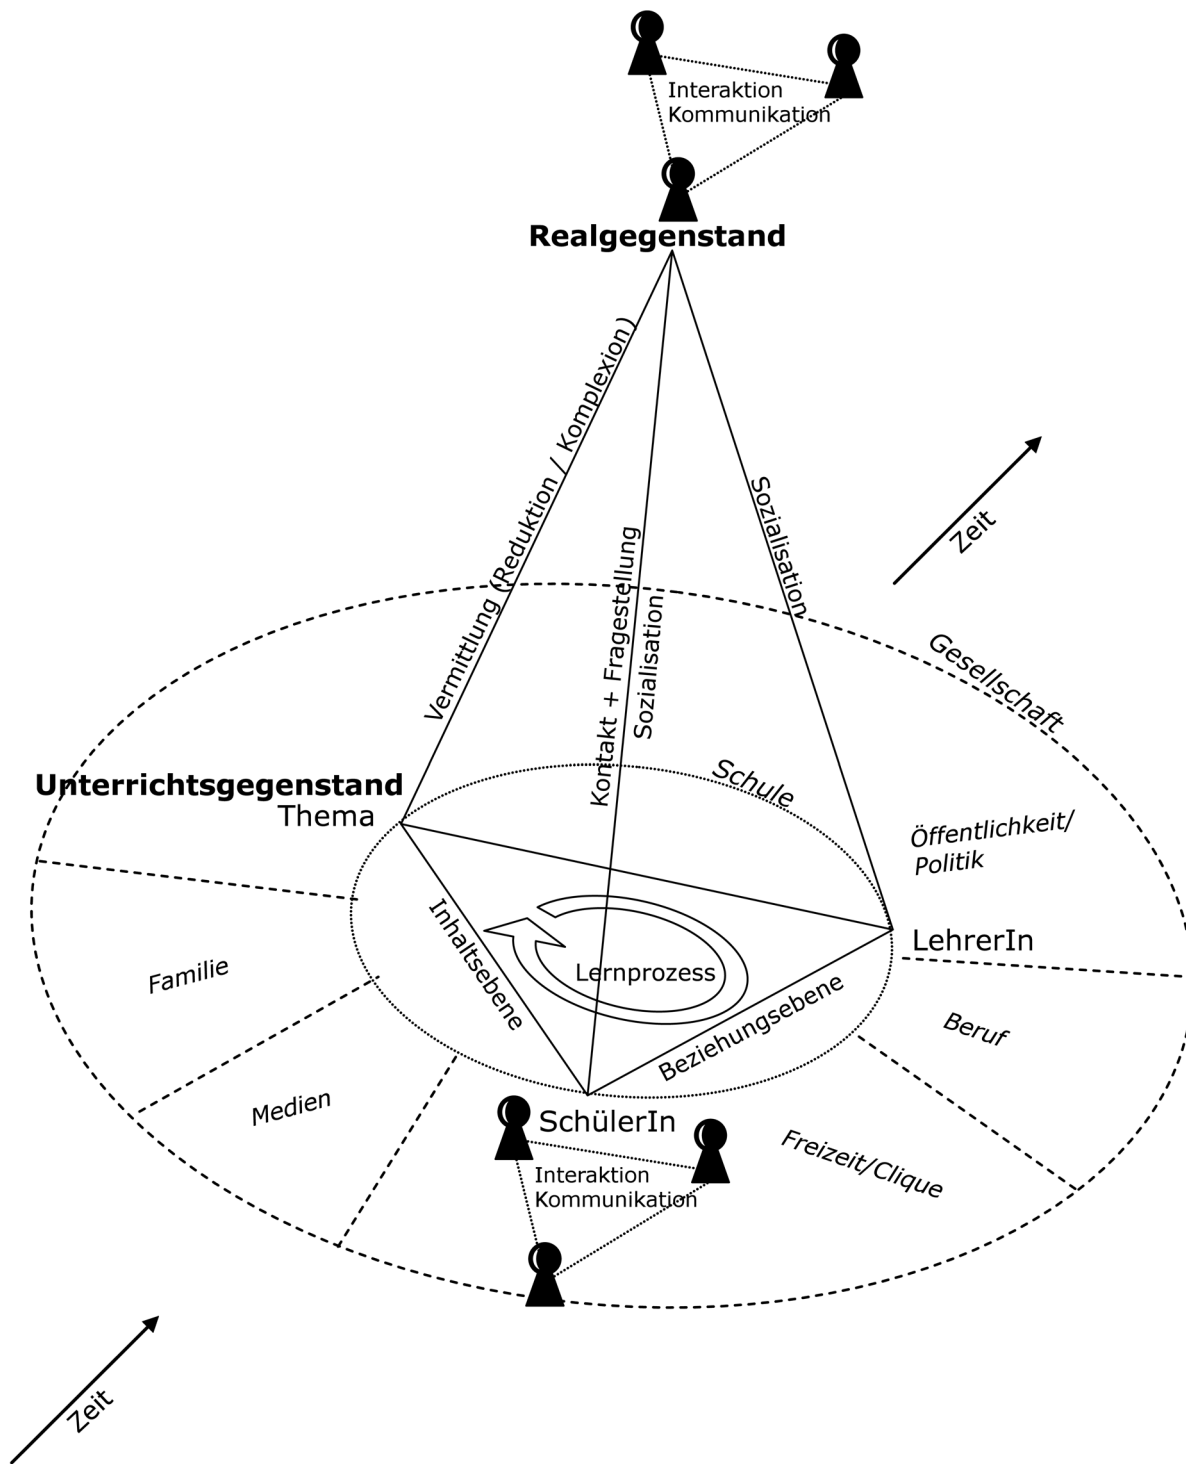 Interaktion
Kommunikation
Realgegenstand
Vermittlung (Reduktion / Komplexion)
Kontakt + Fragestellung
Sozialisation
Sozialisation
Zeit
Gesellschaft
Schule
Unterrichtsgegenstand
Thema
Öffentlichkeit/
Politik
LehrerIn
Inhaltsebene
Lernprozess
Beziehungsebene
Familie
Beruf
Medien
SchülerIn
Freizeit/Clique
Interaktion
Kommunikation
Zeit